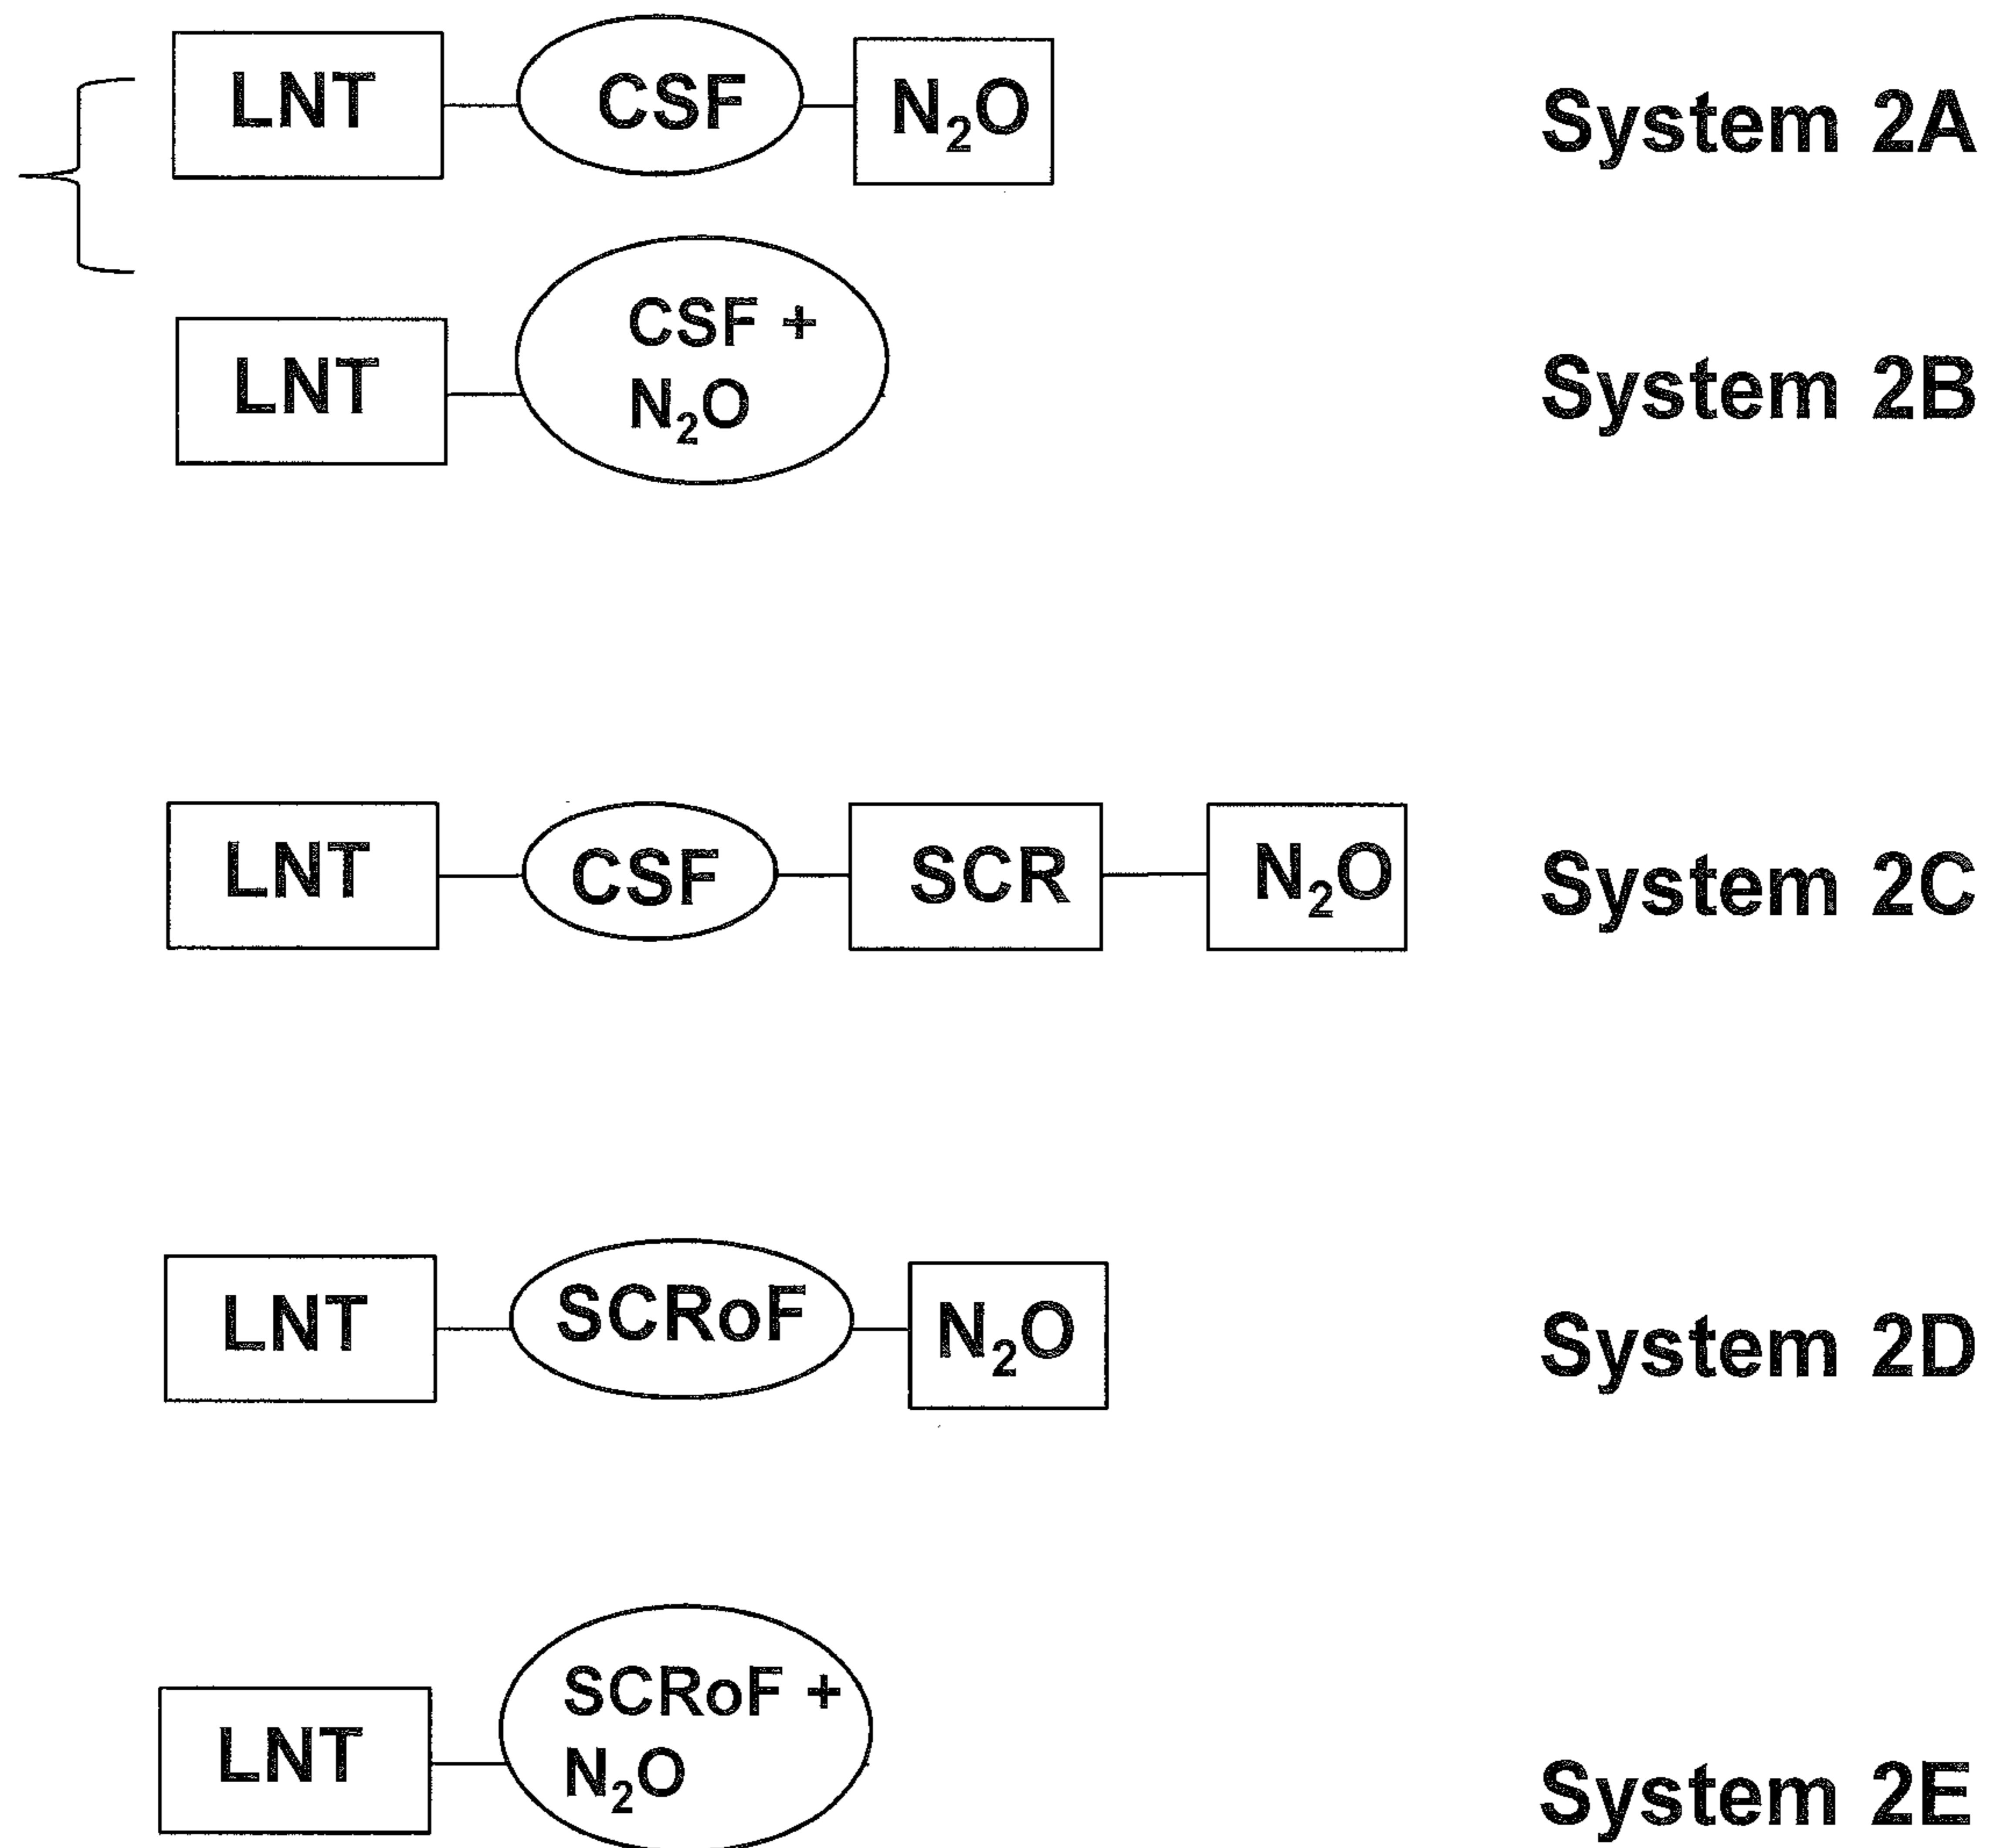 LNT CSF N₂O System 2A
LNT CSF + N₂O System 2B
LNT CSF SCR N₂O System 2C
LNT SCRoF N₂O System 2D
LNT SCRoF + N₂O System 2E